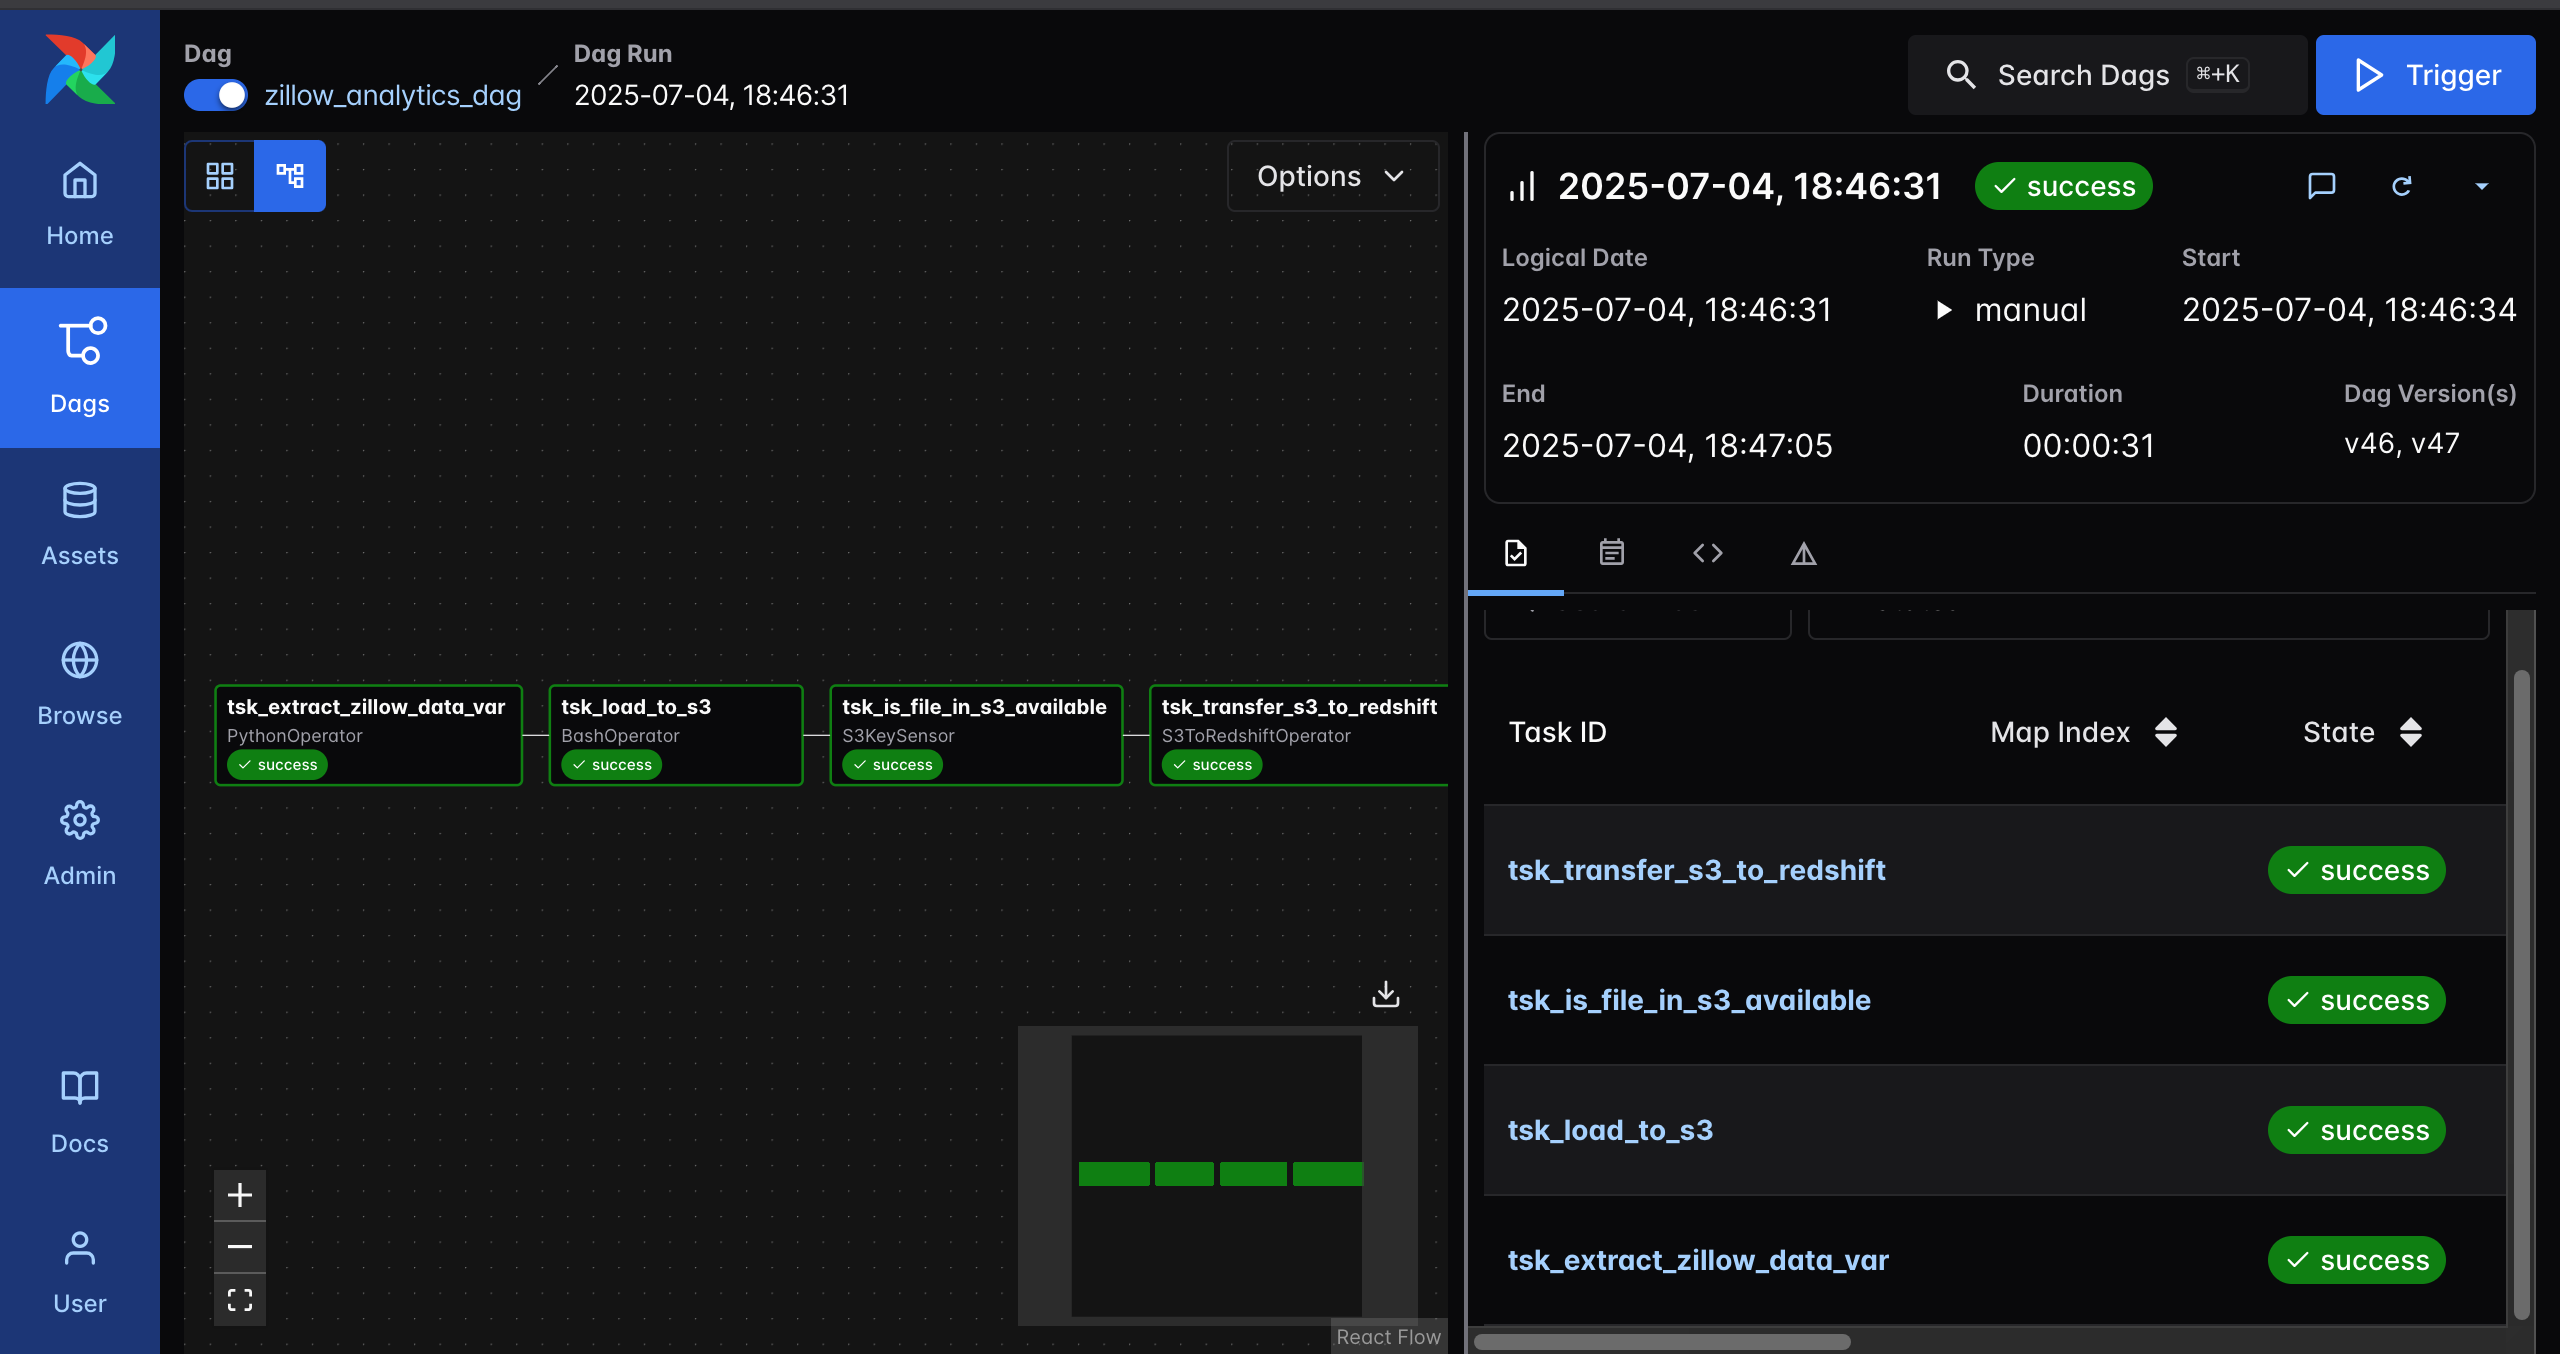 Dag
zillow_analytics_dag
Dag Run
2025-07-04, 18:46:31
Search Dags ⌘+K
Trigger
Home
Dags
Assets
Browse
Admin
Docs
User
Options
tsk_extract_zillow_data_var
PythonOperator
success
tsk_load_to_s3
BashOperator
success
tsk_is_file_in_s3_available
S3KeySensor
success
tsk_transfer_s3_to_redshift
S3ToRedshiftOperator
success
React Flow
2025-07-04, 18:46:31 success
Logical Date Run Type Start
2025-07-04, 18:46:31 manual 2025-07-04, 18:46:34
End Duration Dag Version(s)
2025-07-04, 18:47:05 00:00:31 v46, v47
Task ID Map Index State
tsk_transfer_s3_to_redshift success
tsk_is_file_in_s3_available success
tsk_load_to_s3 success
tsk_extract_zillow_data_var success